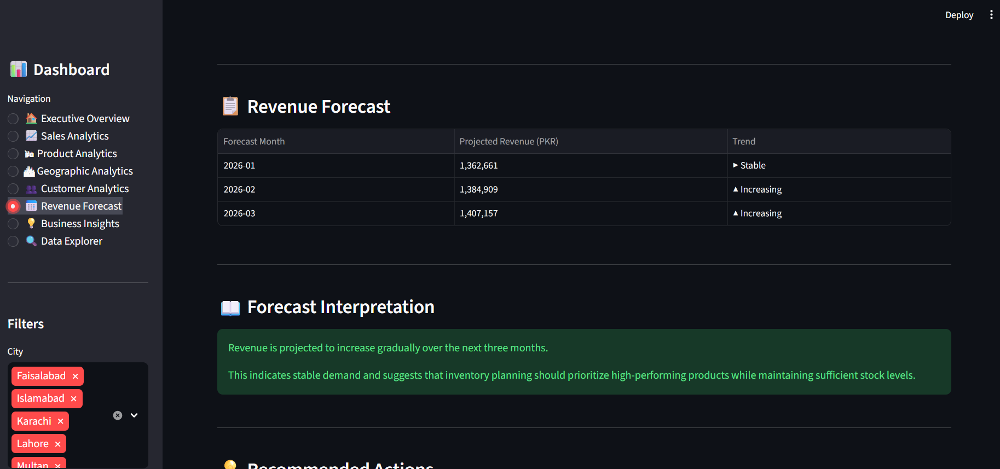 Deploy
Dashboard
Navigation
Executive Overview
Sales Analytics
Product Analytics
Geographic Analytics
Customer Analytics
Revenue Forecast
Business Insights
Data Explorer
Filters
City
Faisalabad ×
Islamabad ×
Karachi ×
Lahore ×
Multan ×
Revenue Forecast
Forecast Month Projected Revenue (PKR) Trend
2026-01 1,362,661 ▶ Stable
2026-02 1,384,909 ▲ Increasing
2026-03 1,407,157 ▲ Increasing
Forecast Interpretation
Revenue is projected to increase gradually over the next three months.
This indicates stable demand and suggests that inventory planning should prioritize high-performing products while maintaining sufficient stock levels.
Recommended Actions